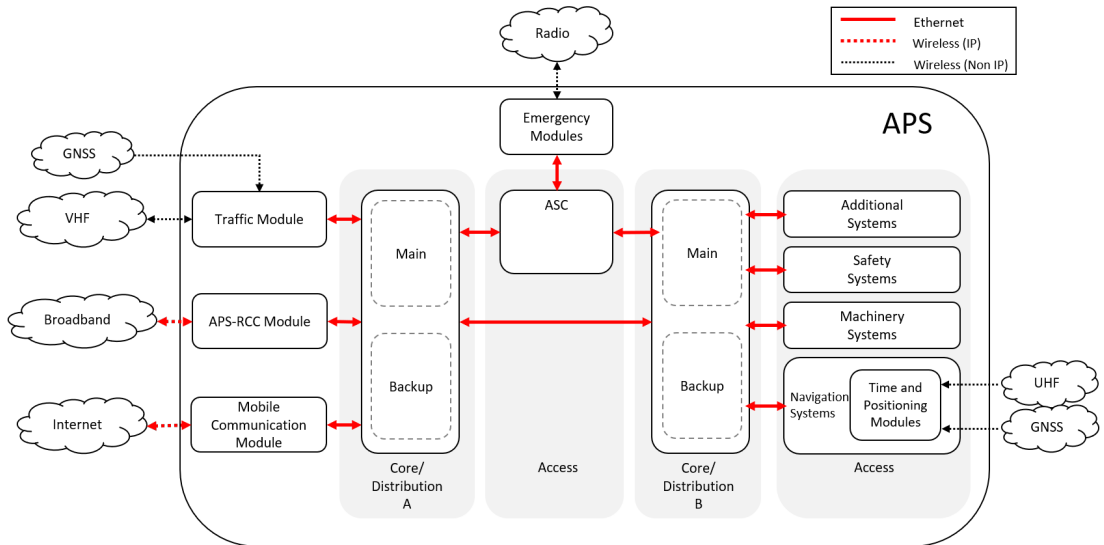 Radio
Ethernet
Wireless (IP)
Wireless (Non IP)
APS
Emergency
Modules
GNSS
VHF
Traffic Module
ASC
Main
Main
Additional
Systems
Safety
Systems
Broadband
APS-RCC Module
Machinery
Systems
Backup
Backup
Internet
Mobile
Communication
Module
Navigation
Systems
Time and
Positioning
Modules
UHF
GNSS
Core/
Distribution
A
Access
Core/
Distribution
B
Access